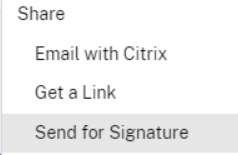 Share
Email with Citrix
Get a Link
Send for Signature